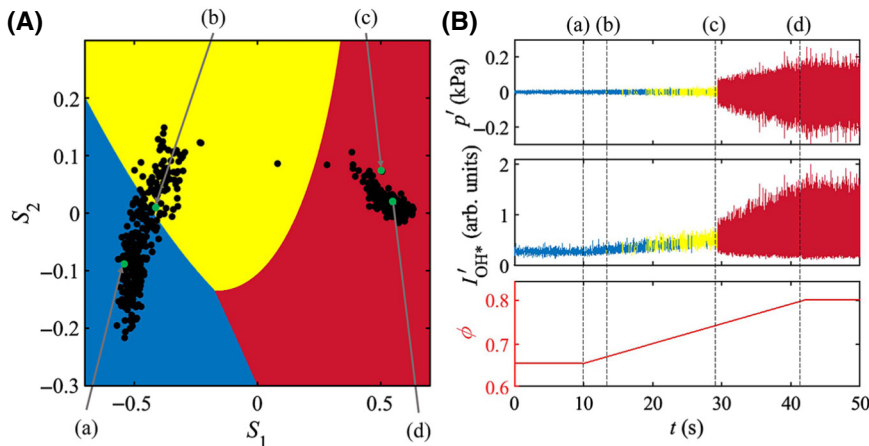 (A)
(b)
(c)
0.2
0.1
0
−0.1
−0.2
−0.3
S₂
−0.5
0
0.5
S₁
(a)
(d)
(B)
(a)
(b)
(c)
(d)
0.2
0
−0.2
p′ (kPa)
2
1
0
I′OH* (arb. units)
0.8
0.7
0.6
ϕ
0
10
20
30
40
50
t (s)